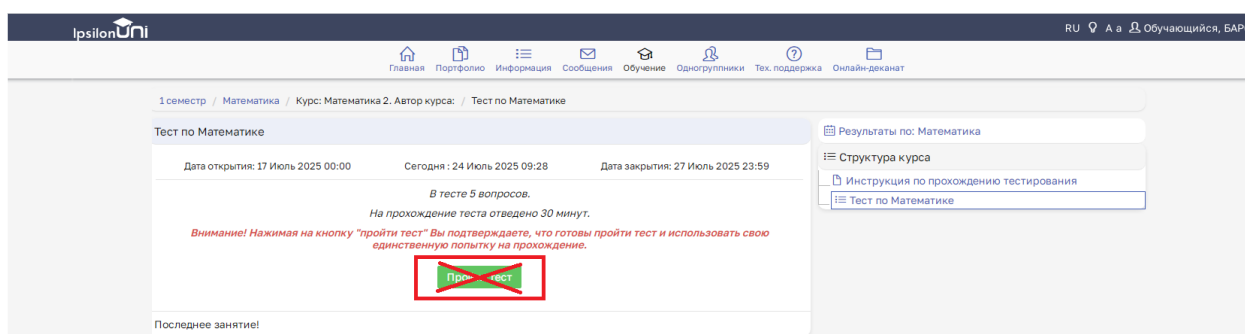 IpsilonUni
RU A a Обучающийся, БАР
Главная Портфолио Информация Сообщения Обучение Одногруппники Тех. поддержка Онлайн-деканат
1 семестр / Математика / Курс: Математика 2. Автор курса: / Тест по Математике
Тест по Математике
Дата открытия: 17 Июль 2025 00:00 Сегодня : 24 Июль 2025 09:28 Дата закрытия: 27 Июль 2025 23:59
В тесте 5 вопросов.
На прохождение теста отведено 30 минут.
Внимание! Нажимая на кнопку "пройти тест" Вы подтверждаете, что готовы пройти тест и использовать свою
единственную попытку на прохождение.
Пройти тест
Последнее занятие!
Результаты по: Математика
Структура курса
Инструкция по прохождению тестирования
Тест по Математике